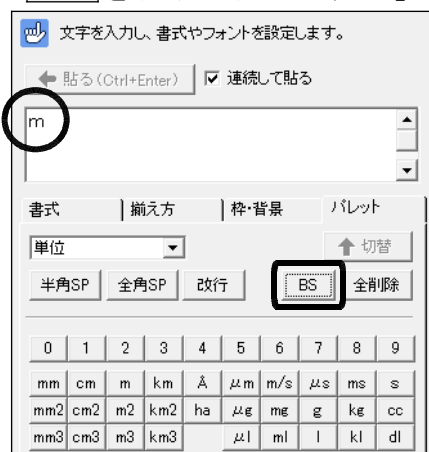 文字を入力し、書式やフォントを設定します。
貼る(Ctrl+Enter) 連続して貼る
m
書式 揃え方 枠・背景 パレット
単位 切替
半角SP 全角SP 改行 BS 全削除
0 1 2 3 4 5 6 7 8 9
mm cm m km Å μm m/s μs ms s
mm2 cm2 m2 km2 ha μg mg g kg cc
mm3 cm3 m3 km3 μl ml l kl dl